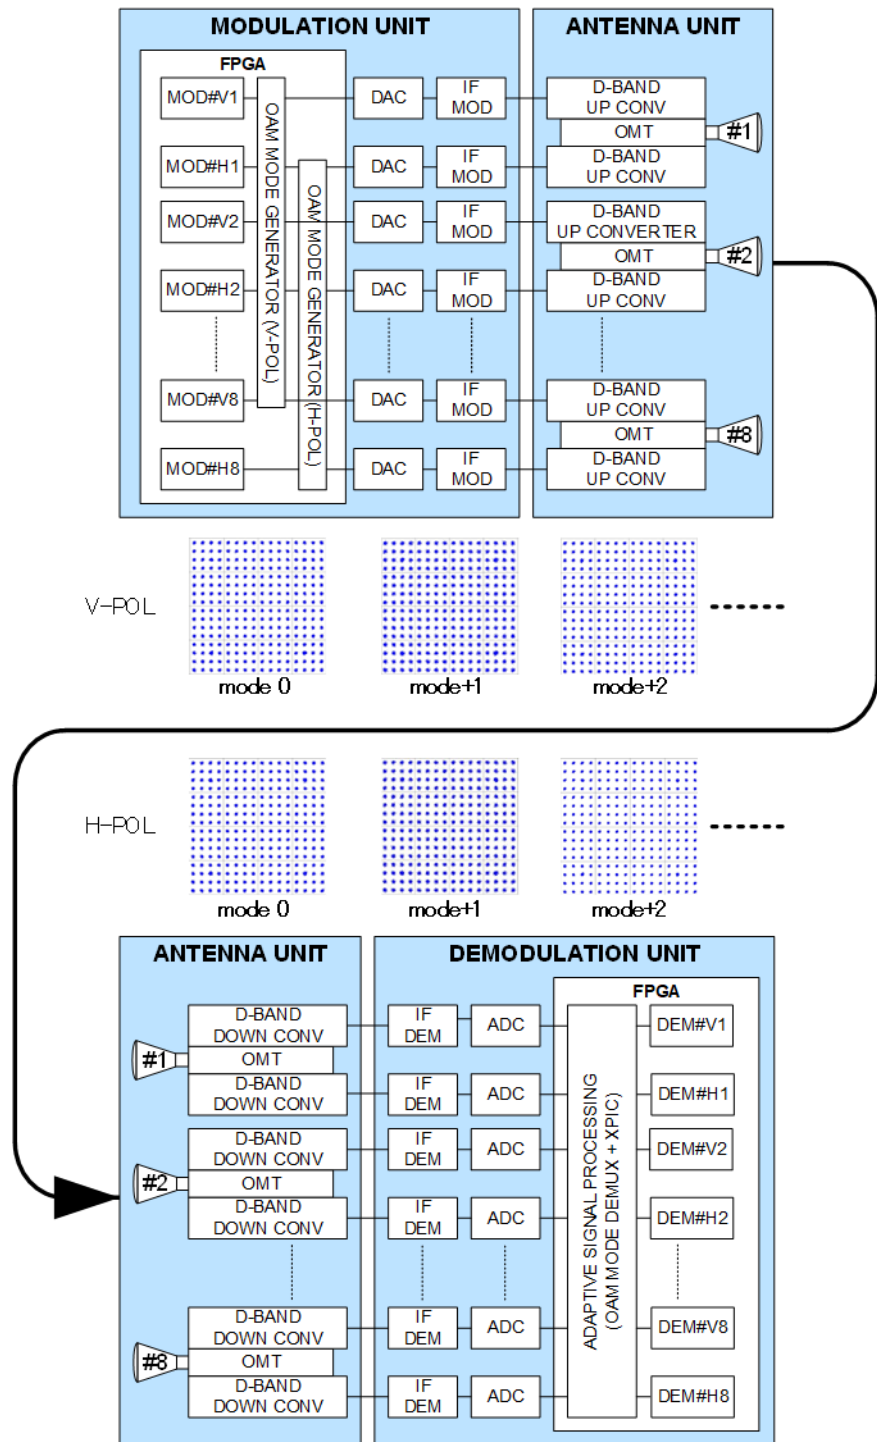 MODULATION UNIT
ANTENNA UNIT
FPGA
MOD#V1
DAC
IF
MOD
D-BAND
UP CONV
OMT
#1
MOD#H1
DAC
IF
MOD
D-BAND
UP CONV
MOD#V2
DAC
IF
MOD
D-BAND
UP CONVERTER
OMT
#2
MOD#H2
DAC
IF
MOD
D-BAND
UP CONV
MOD#V8
DAC
IF
MOD
D-BAND
UP CONV
OMT
#8
MOD#H8
DAC
IF
MOD
D-BAND
UP CONV
OAM MODE GENERATOR (V-POL)
OAM MODE GENERATOR (H-POL)
V-POL
mode 0
mode+1
mode+2
H-POL
mode 0
mode+1
mode+2
ANTENNA UNIT
DEMODULATION UNIT
FPGA
D-BAND
DOWN CONV
IF
DEM
ADC
DEM#V1
#1
OMT
D-BAND
DOWN CONV
IF
DEM
ADC
DEM#H1
D-BAND
DOWN CONV
IF
DEM
ADC
DEM#V2
#2
OMT
D-BAND
DOWN CONV
IF
DEM
ADC
DEM#H2
D-BAND
DOWN CONV
IF
DEM
ADC
DEM#V8
#8
OMT
D-BAND
DOWN CONV
IF
DEM
ADC
DEM#H8
ADAPTIVE SIGNAL PROCESSING
(OAM MODE DEMUX + XPIC)